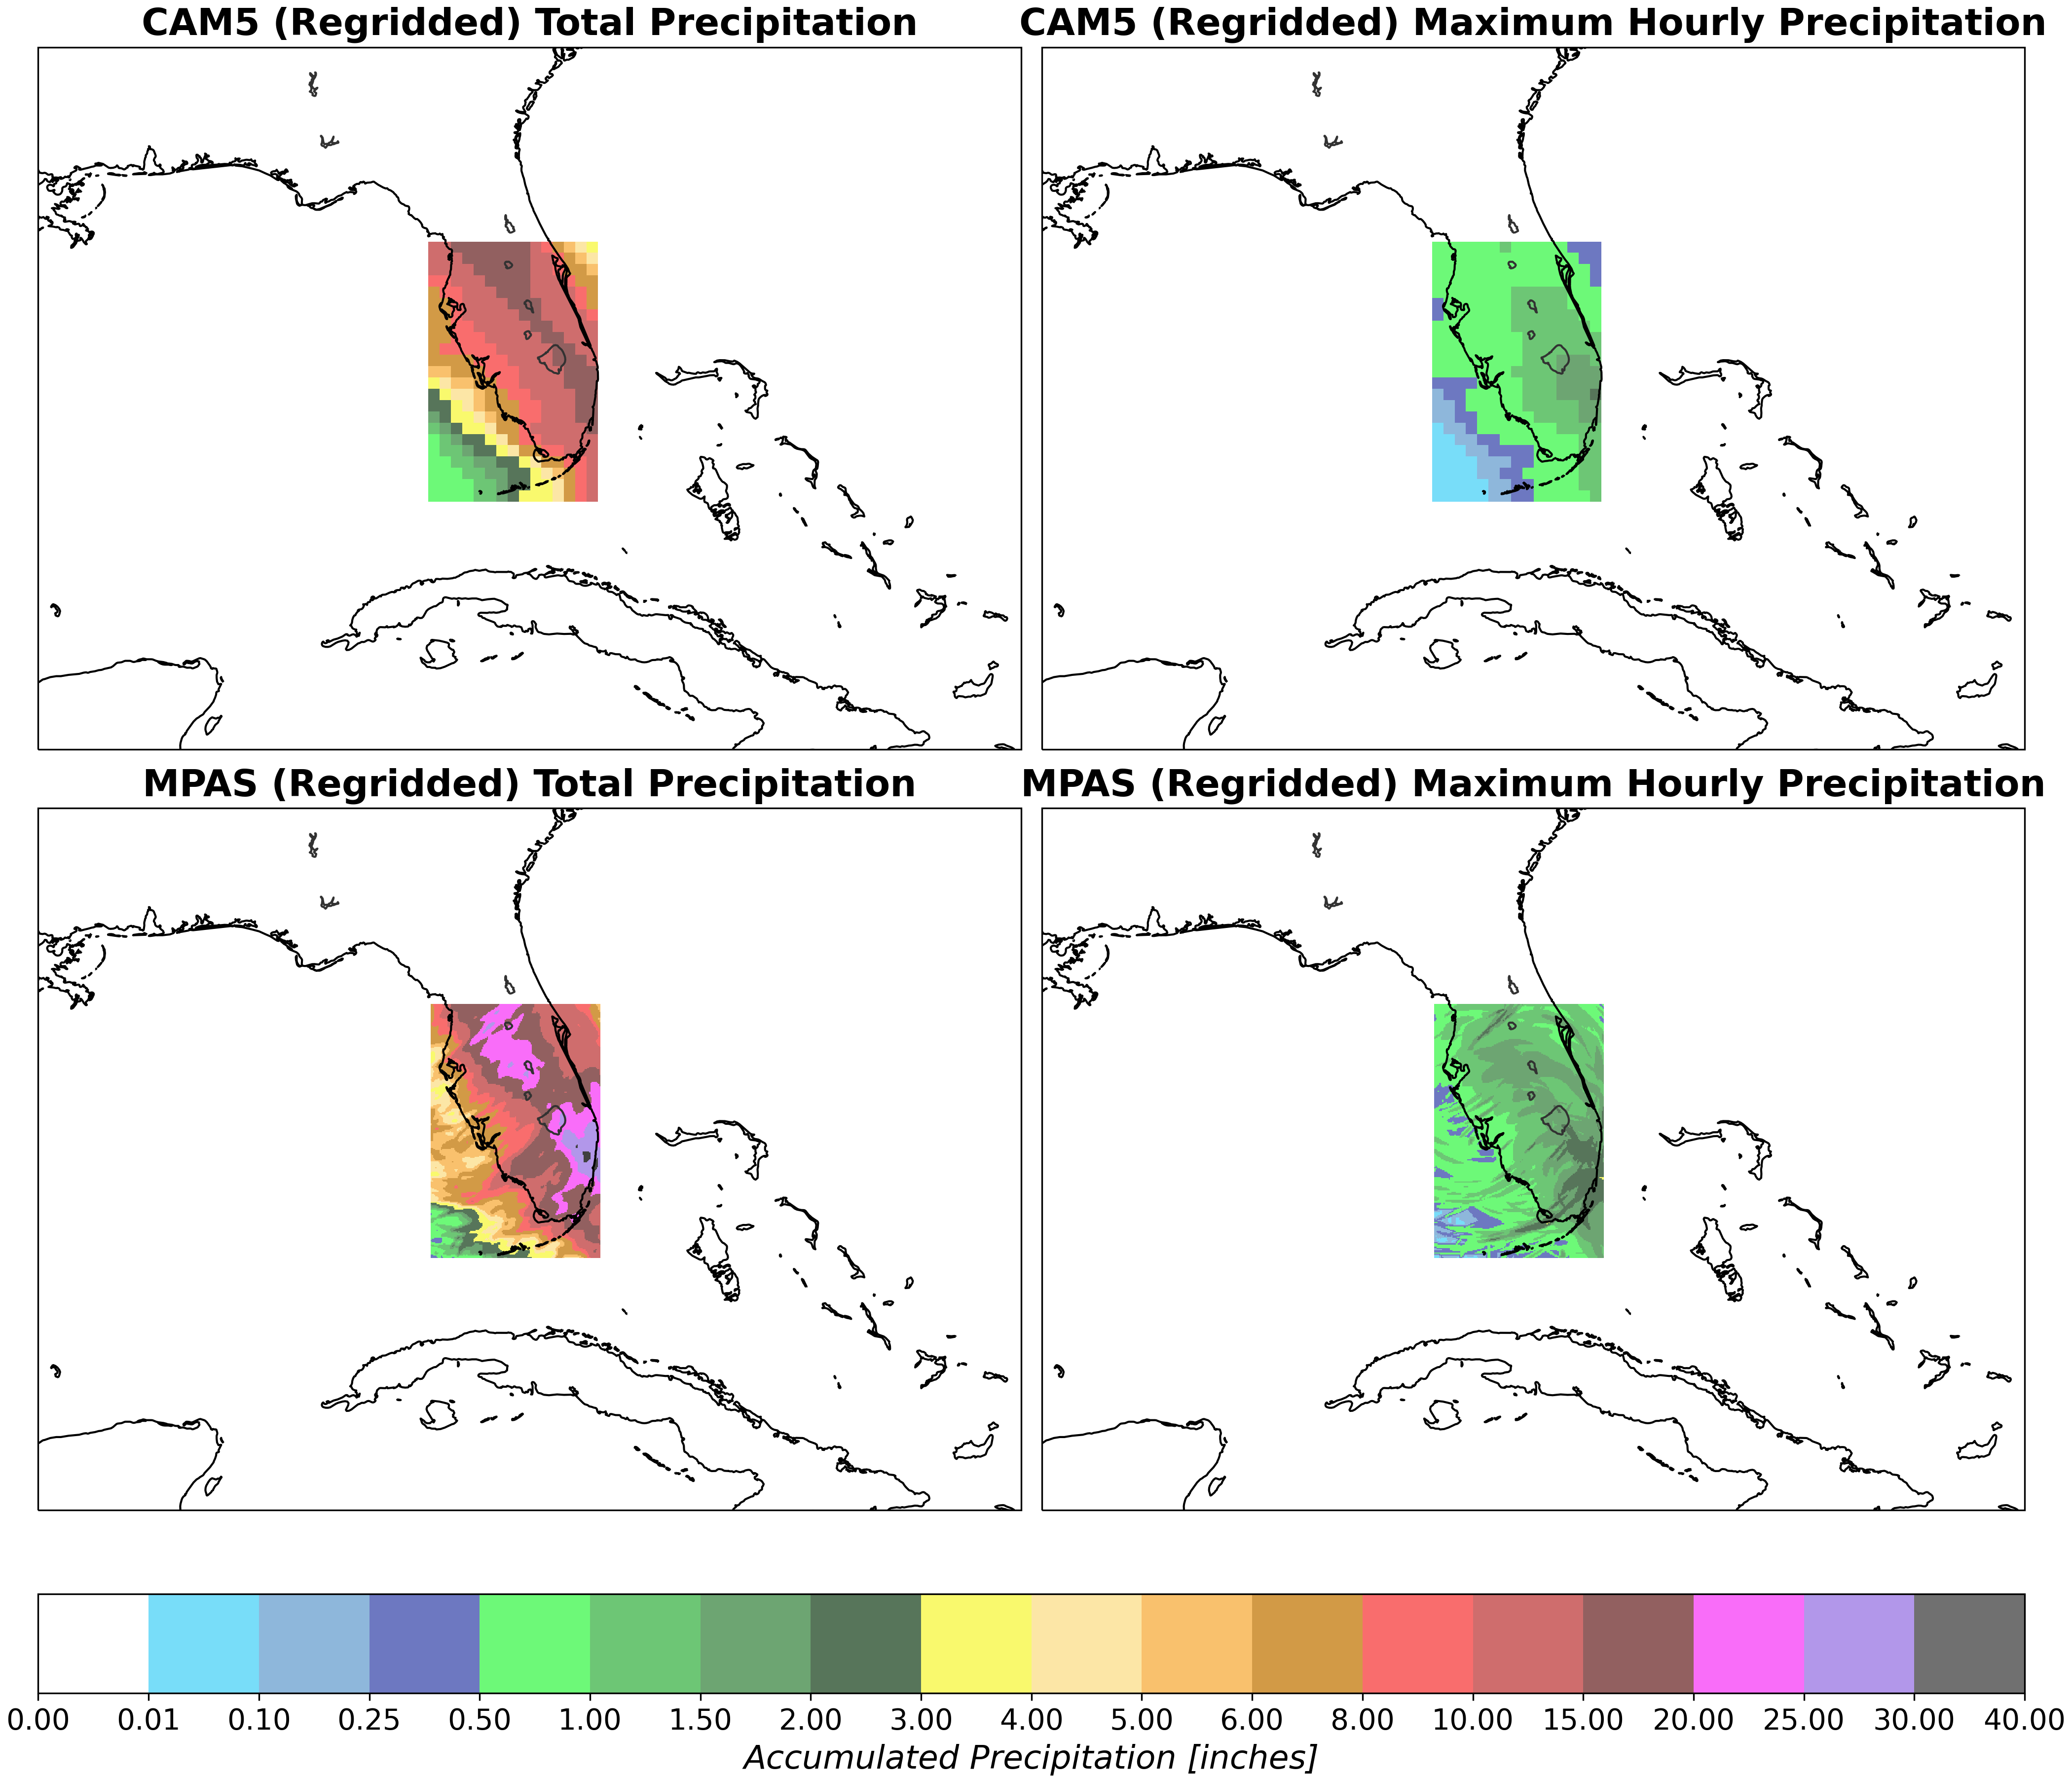 CAM5 (Regridded) Total Precipitation
CAM5 (Regridded) Maximum Hourly Precipitation
MPAS (Regridded) Total Precipitation
MPAS (Regridded) Maximum Hourly Precipitation
0.00 0.01 0.10 0.25 0.50 1.00 1.50 2.00 3.00 4.00 5.00 6.00 8.00 10.00 15.00 20.00 25.00 30.00 40.00
Accumulated Precipitation [inches]